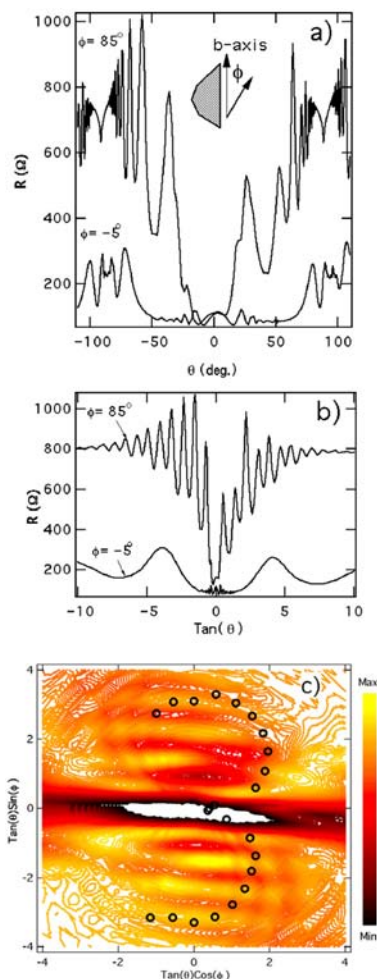 a)
1000
800
600
400
200
R (Ω)
ϕ= 85°
b-axis
ϕ
ϕ= -5°
-100 -50 0 50 100
θ (deg.)
b)
1000
800
600
400
200
R (Ω)
ϕ= 85°
ϕ= -5°
-10 -5 0 5 10
Tan(θ)
c)
4
2
0
-2
-4
Tan(θ)Sin(ϕ)
-4 -2 0 2 4
Tan(θ)Cos(ϕ)
Max
Min